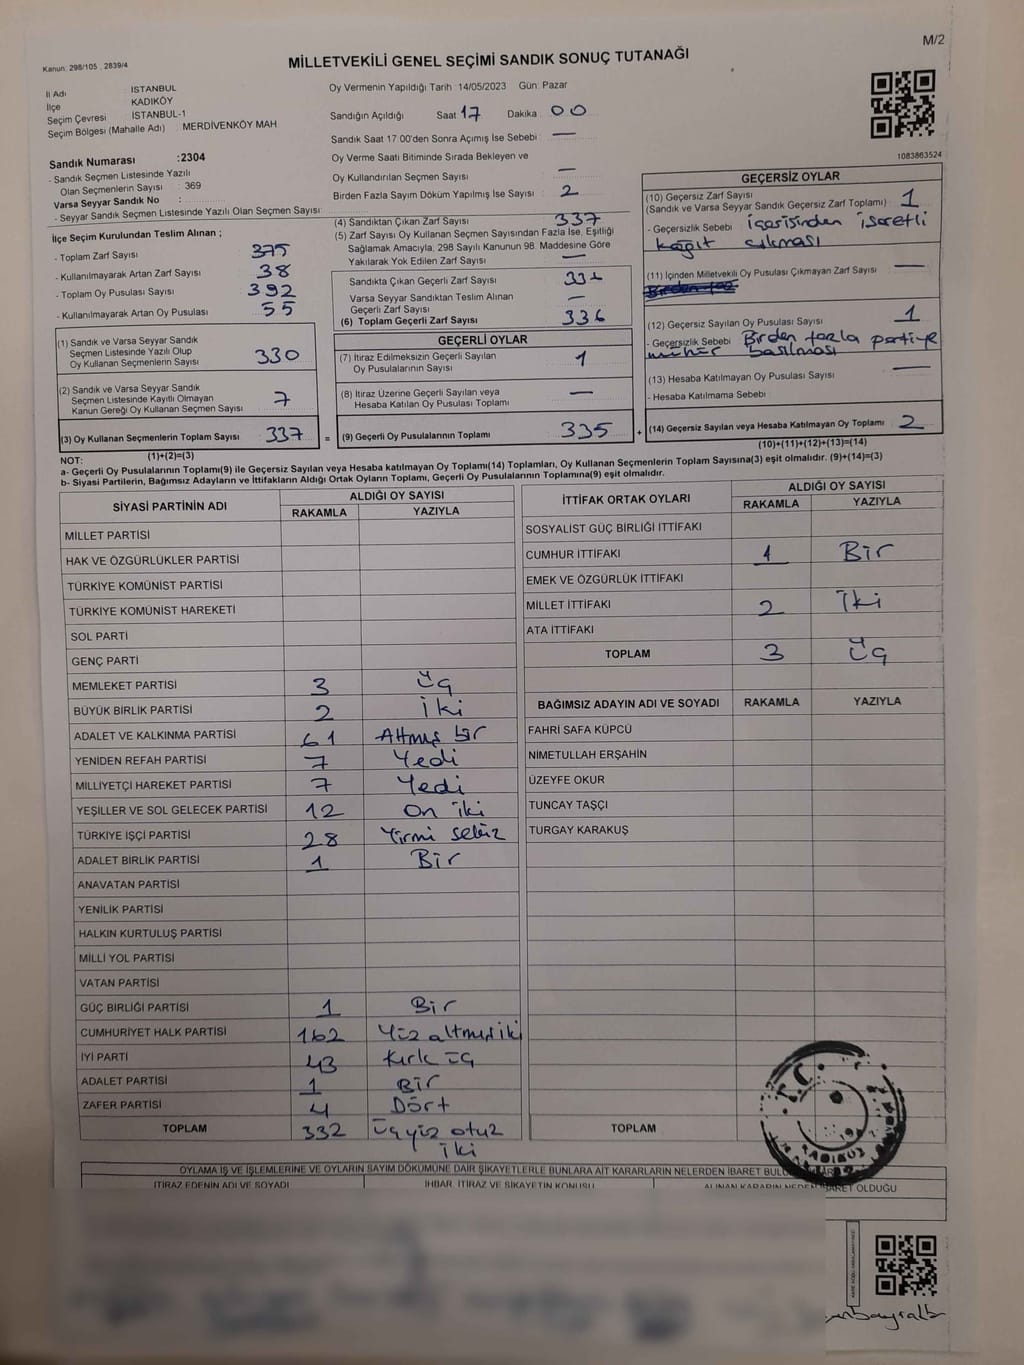 M/2
Kanun: 298/105 , 2839/4
MİLLETVEKİLİ GENEL SEÇİMİ SANDIK SONUÇ TUTANAĞI
İl Adı : İSTANBUL
İlçe : KADIKÖY
Seçim Çevresi : İSTANBUL-1
Seçim Bölgesi (Mahalle Adı) : MERDİVENKÖY MAH
Sandık Numarası :2304
- Sandık Seçmen Listesinde Yazılı
Olan Seçmenlerin Sayısı : 369
Varsa Seyyar Sandık No :
- Seyyar Sandık Seçmen Listesinde Yazılı Olan Seçmen Sayısı:
Oy Vermenin Yapıldığı Tarih 14/05/2023 Gün: Pazar
Sandığın Açıldığı Saat: 17 Dakika 00
Sandık Saat 17 00'den Sonra Açılmış İse Sebebi : —
Oy Verme Saati Bitiminde Sırada Bekleyen ve
Oy Kullandırılan Seçmen Sayısı —
Birden Fazla Sayım Döküm Yapılmış İse Sayısı : 2
1083863524
İlçe Seçim Kurulundan Teslim Alınan ;
- Toplam Zarf Sayısı 375
- Kullanılmayarak Artan Zarf Sayısı : 38
- Toplam Oy Pusulası Sayısı 392
- Kullanılmayarak Artan Oy Pusulası : 55
(4) Sandıktan Çıkan Zarf Sayısı : 337
(5) Zarf Sayısı Oy Kullanan Seçmen Sayısından Fazla İse, Eşitliği
Sağlamak Amacıyla; 298 Sayılı Kanunun 98. Maddesine Göre
Yakılarak Yok Edilen Zarf Sayısı —
Sandıkta Çıkan Geçerli Zarf Sayısı
Varsa Seyyar Sandıktan Teslim Alınan —
Geçerli Zarf Sayısı
(6) Toplam Geçerli Zarf Sayısı : 336
GEÇERSİZ OYLAR
(10) Geçersiz Zarf Sayısı : 1
(Sandık ve Varsa Seyyar Sandık Geçersiz Zarf Toplamı)
- Geçersizlik Sebebi : içerisinden işaretli
kağıt çıkması
(11) İçinden Milletvekili Oy Pusulası Çıkmayan Zarf Sayısı —
(12) Geçersiz Sayılan Oy Pusulası Sayısı : 1
- Geçersizlik Sebebi Birden fazla partiye
mühür basılması
(13) Hesaba Katılmayan Oy Pusulası Sayısı —
- Hesaba Katılmama Sebebi :
(14) Geçersiz Sayılan veya Hesaba Katılmayan Oy Toplamı : 2
(10)+(11)+(12)+(13)=(14)
(1) Sandık ve Varsa Seyyar Sandık
Seçmen Listesinde Yazılı Olup
Oy Kullanan Seçmenlerin Sayısı : 330
(2) Sandık ve Varsa Seyyar Sandık
Seçmen Listesinde Kayıtlı Olmayan
Kanun Gereği Oy Kullanan Seçmen Sayısı : 7
(3) Oy Kullanan Seçmenlerin Toplam Sayısı : 337 =
(1)+(2)=(3)
GEÇERLİ OYLAR
(7) İtiraz Edilmeksizin Geçerli Sayılan 1
Oy Pusulalarının Sayısı
(8) İtiraz Üzerine Geçerli Sayılan veya —
Hesaba Katılan Oy Pusulası Toplamı
(9) Geçerli Oy Pusulalarının Toplamı 335 +
NOT:
a- Geçerli Oy Pusulalarının Toplamı(9) ile Geçersiz Sayılan veya Hesaba katılmayan Oy Toplamı(14) Toplamları, Oy Kullanan Seçmenlerin Toplam Sayısına(3) eşit olmalıdır. (9)+(14)=(3)
b- Siyasi Partilerin, Bağımsız Adayların ve İttifakların Aldığı Ortak Oyların Toplamı, Geçerli Oy Pusulalarının Toplamına(9) eşit olmalıdır.
SİYASİ PARTİNİN ADI ALDIĞI OY SAYISI
RAKAMLA YAZIYLA
MİLLET PARTİSİ
HAK VE ÖZGÜRLÜKLER PARTİSİ
TÜRKİYE KOMÜNİST PARTİSİ
TÜRKİYE KOMÜNİST HAREKETİ
SOL PARTİ
GENÇ PARTİ
MEMLEKET PARTİSİ 3 Üç
BÜYÜK BİRLİK PARTİSİ 2 İki
ADALET VE KALKINMA PARTİSİ 61 Altmış bir
YENİDEN REFAH PARTİSİ 7 Yedi
MİLLİYETÇİ HAREKET PARTİSİ 7 Yedi
YEŞİLLER VE SOL GELECEK PARTİSİ 12 On iki
TÜRKİYE İŞÇİ PARTİSİ 28 Yirmi sekiz
ADALET BİRLİK PARTİSİ 1 Bir
ANAVATAN PARTİSİ
YENİLİK PARTİSİ
HALKIN KURTULUŞ PARTİSİ
MİLLİ YOL PARTİSİ
VATAN PARTİSİ
GÜÇ BİRLİĞİ PARTİSİ 1 Bir
CUMHURİYET HALK PARTİSİ 162 Yüz altmış iki
İYİ PARTİ 43 Kırk üç
ADALET PARTİSİ 1 Bir
ZAFER PARTİSİ 4 Dört
TOPLAM 332 Üçyüz otuz
iki
İTTİFAK ORTAK OYLARI ALDIĞI OY SAYISI
RAKAMLA YAZIYLA
SOSYALİST GÜÇ BİRLİĞİ İTTİFAKI
CUMHUR İTTİFAKI 1 Bir
EMEK VE ÖZGÜRLÜK İTTİFAKI
MİLLET İTTİFAKI 2 İki
ATA İTTİFAKI
TOPLAM 3 Üç
BAĞIMSIZ ADAYIN ADI VE SOYADI RAKAMLA YAZIYLA
FAHRİ SAFA KÜPCÜ
NİMETULLAH ERŞAHİN
ÜZEYFE OKUR
TUNCAY TAŞÇI
TURGAY KARAKUŞ
TOPLAM
T.C.
KADIKÖY
OYLAMA İŞ VE İŞLEMLERİNE VE OYLARIN SAYIM DÖKÜMÜNE DAİR ŞİKAYETLERLE BUNLARA AİT KARARLARIN NELERDEN İBARET
İTİRAZ EDENİN ADI VE SOYADI İHBAR, İTİRAZ VE ŞİKAYETİN KONUSU ALINAN KARARIN NEDEN İBARET OLDUĞU